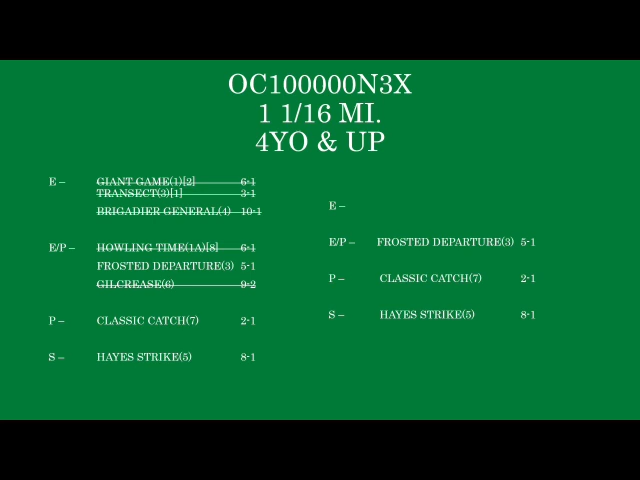 OC100000N3X
1 1/16 MI.
4YO & UP
E – GIANT GAME(1)[2] 6-1
TRANSECT(3)[1] 3-1
BRIGADIER GENERAL(4) 10-1
E/P – HOWLING TIME(1A)[8] 6-1
FROSTED DEPARTURE(3) 5-1
GILCREASE(6) 9-2
P – CLASSIC CATCH(7) 2-1
S – HAYES STRIKE(5) 8-1
E –
E/P – FROSTED DEPARTURE(3) 5-1
P – CLASSIC CATCH(7) 2-1
S – HAYES STRIKE(5) 8-1